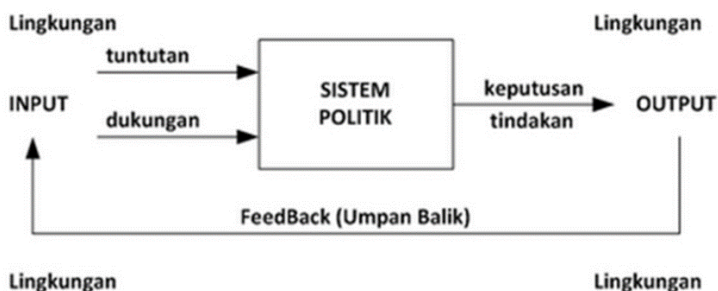 Lingkungan
Lingkungan
tuntutan
INPUT
dukungan
SISTEM
POLITIK
keputusan
tindakan
OUTPUT
FeedBack (Umpan Balik)
Lingkungan
Lingkungan